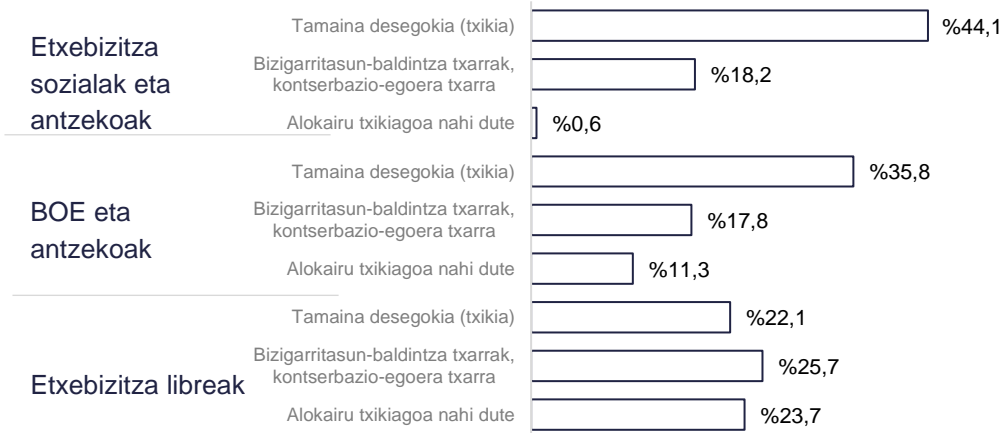 Etxebizitza
sozialak eta
antzekoak
Tamaina desegokia (txikia)
%44,1
Bizigarritasun-baldintza txarrak,
kontserbazio-egoera txarra
%18,2
Alokairu txikiagoa nahi dute
%0,6
BOE eta
antzekoak
Tamaina desegokia (txikia)
%35,8
Bizigarritasun-baldintza txarrak,
kontserbazio-egoera txarra
%17,8
Alokairu txikiagoa nahi dute
%11,3
Etxebizitza libreak
Tamaina desegokia (txikia)
%22,1
Bizigarritasun-baldintza txarrak,
kontserbazio-egoera txarra
%25,7
Alokairu txikiagoa nahi dute
%23,7